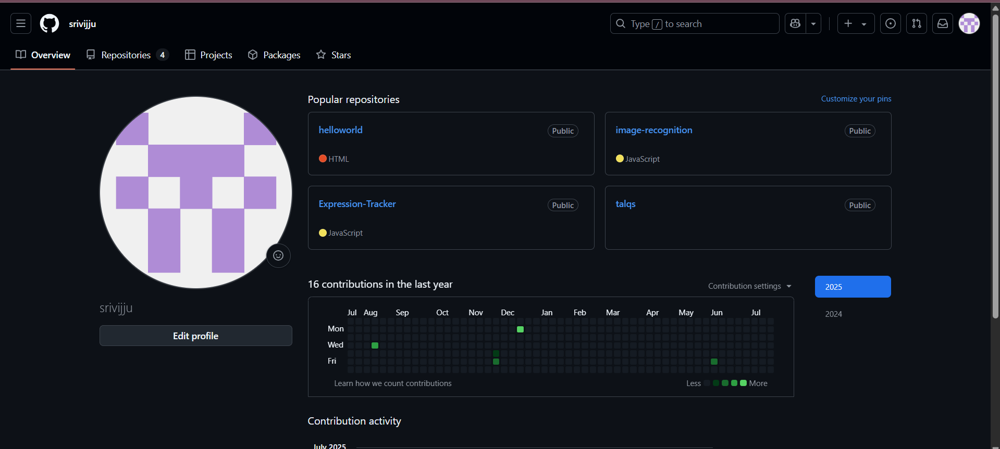 srivijju
Type / to search
Overview Repositories 4 Projects Packages Stars
Popular repositories
Customize your pins
helloworld Public
HTML
image-recognition Public
JavaScript
Expression-Tracker Public
JavaScript
talqs Public
srivijju
Edit profile
16 contributions in the last year
Contribution settings
2025
2024
Jul Aug Sep Oct Nov Dec Jan Feb Mar Apr May Jun Jul
Mon
Wed
Fri
Learn how we count contributions
Less More
Contribution activity
July 2025